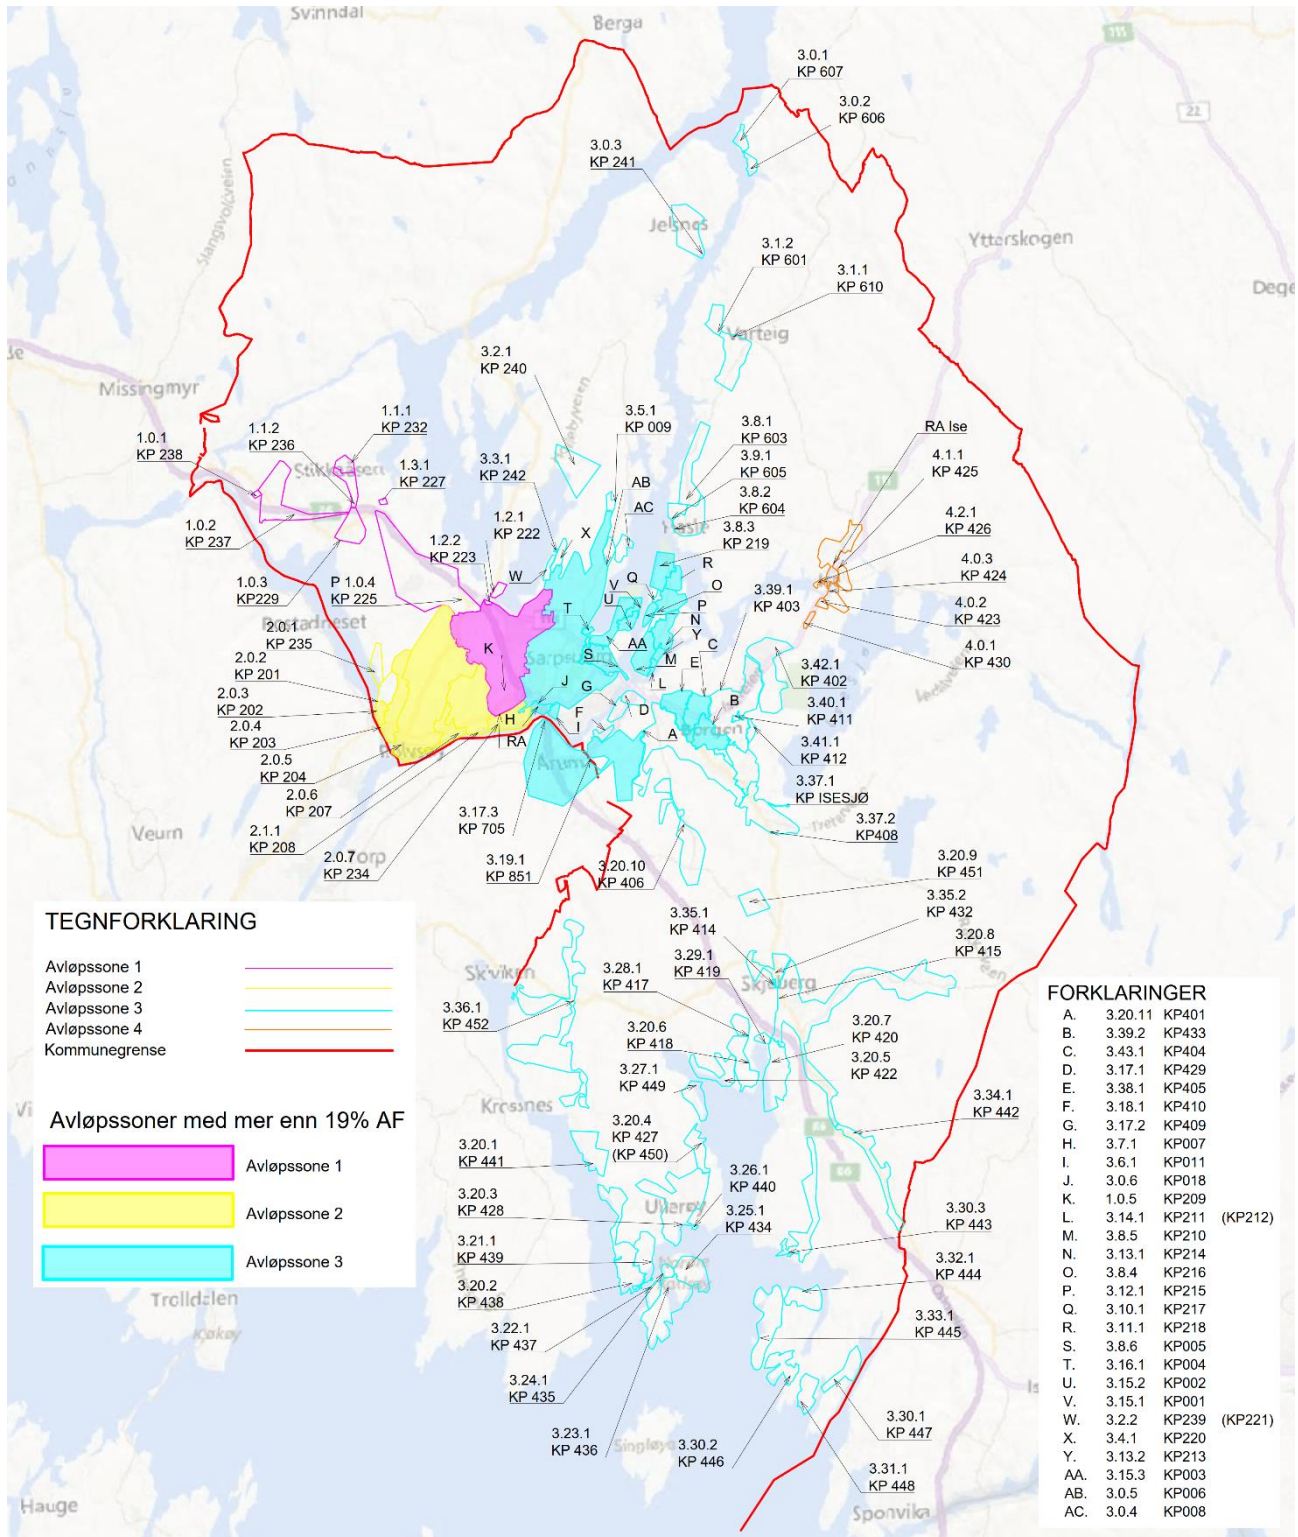 Svinndal
Berga
3.0.1
KP 607
3.0.2
KP 606
22
3.0.3
KP 241
Jelsnes
Ytterskogen
3.1.2
KP 601
3.1.1
KP 610
Varteig
Missingmyr
3.2.1
KP 240
3.5.1
KP 009
1.1.1
KP 232
1.1.2
KP 236
1.0.1
KP 238
1.3.1
KP 227
3.3.1
KP 242
AB
AC
3.8.1
KP 603
3.9.1
KP 605
3.8.2
KP 604
3.8.3
KP 219
RA Ise
4.1.1
KP 425
4.2.1
KP 426
4.0.3
KP 424
4.0.2
KP 423
4.0.1
KP 430
1.0.2
KP 237
1.2.1
KP 222
1.2.2
KP 223
X
W
1.0.3
KP229
P 1.0.4
KP 225
V
U
T
Q
R
O
P
N
Y
3.39.1
KP 403
C
2.0.1
KP 235
2.0.2
KP 201
2.0.3
KP 202
2.0.4
KP 203
2.0.5
KP 204
2.0.6
KP 207
2.1.1
KP 208
2.0.7
KP 234
K
S
AA
M
E
L
3.42.1
KP 402
3.40.1
KP 411
3.41.1
KP 412
B
J
G
H
RA
F
I
D
A
3.37.1
KP ISESJØ
3.37.2
KP408
3.17.3
KP 705
3.19.1
KP 851
3.20.10
KP 406
Veum
3.20.9
KP 451
3.35.2
KP 432
3.35.1
KP 414
3.20.8
KP 415
3.29.1
KP 419
3.28.1
KP 417
Skjeberg
Skiviken
3.36.1
KP 452
3.20.6
KP 418
3.20.7
KP 420
3.20.5
KP 422
3.27.1
KP 449
3.34.1
KP 442
Krossnes
3.20.4
KP 427
(KP 450)
3.20.1
KP 441
3.26.1
KP 440
3.20.3
KP 428
Ullerøy
3.25.1
KP 434
3.30.3
KP 443
3.21.1
KP 439
3.32.1
KP 444
3.20.2
KP 438
3.33.1
KP 445
3.22.1
KP 437
3.24.1
KP 435
3.23.1
KP 436
3.30.1
KP 447
3.30.2
KP 446
3.31.1
KP 448
Trolldalen
Singløya
Hauge
Sponvika
TEGNFORKLARING
Avløpssone 1
Avløpssone 2
Avløpssone 3
Avløpssone 4
Kommunegrense
Avløpssoner med mer enn 19% AF
Avløpssone 1
Avløpssone 2
Avløpssone 3
FORKLARINGER
A. 3.20.11 KP401
B. 3.39.2 KP433
C. 3.43.1 KP404
D. 3.17.1 KP429
E. 3.38.1 KP405
F. 3.18.1 KP410
G. 3.17.2 KP409
H. 3.7.1 KP007
I. 3.6.1 KP011
J. 3.0.6 KP018
K. 1.0.5 KP209
L. 3.14.1 KP211 (KP212)
M. 3.8.5 KP210
N. 3.13.1 KP214
O. 3.8.4 KP216
P. 3.12.1 KP215
Q. 3.10.1 KP217
R. 3.11.1 KP218
S. 3.8.6 KP005
T. 3.16.1 KP004
U. 3.15.2 KP002
V. 3.15.1 KP001
W. 3.2.2 KP239 (KP221)
X. 3.4.1 KP220
Y. 3.13.2 KP213
AA. 3.15.3 KP003
AB. 3.0.5 KP006
AC. 3.0.4 KP008